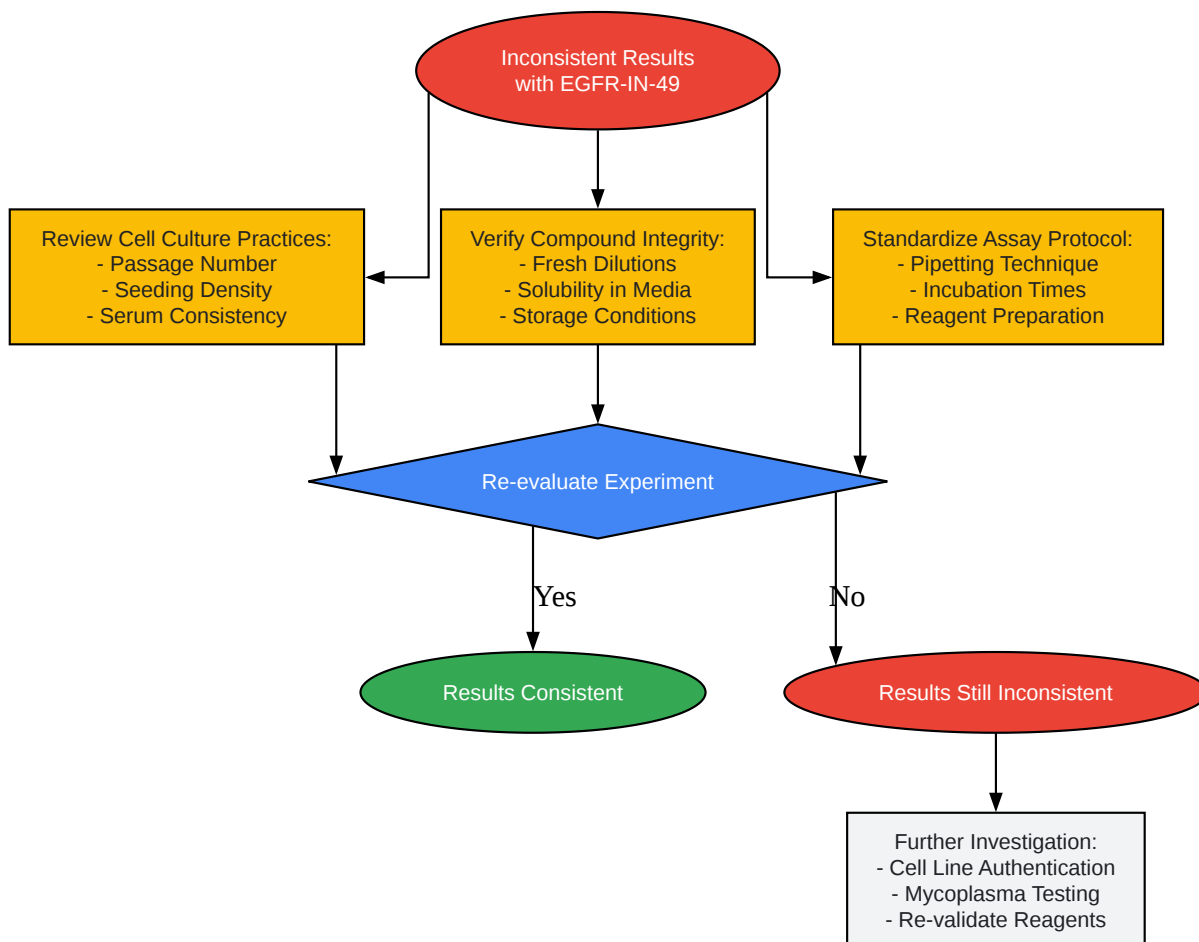 Inconsistent Results
with EGFR-IN-49
Review Cell Culture Practices:
- Passage Number
- Seeding Density
- Serum Consistency
Verify Compound Integrity:
- Fresh Dilutions
- Solubility in Media
- Storage Conditions
Standardize Assay Protocol:
- Pipetting Technique
- Incubation Times
- Reagent Preparation
Re-evaluate Experiment
Yes
No
Results Consistent
Results Still Inconsistent
Further Investigation:
- Cell Line Authentication
- Mycoplasma Testing
- Re-validate Reagents